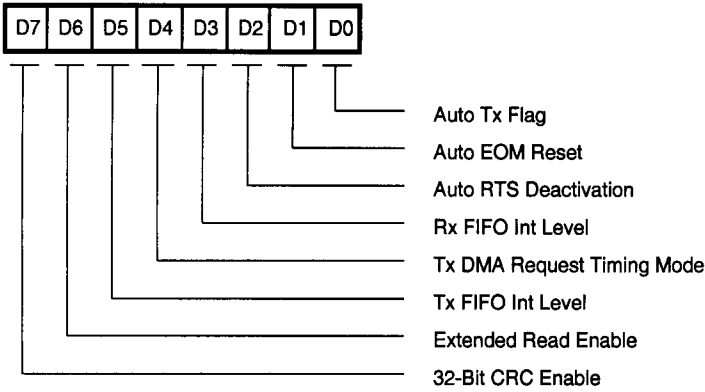 D7 D6 D5 D4 D3 D2 D1 D0
Auto Tx Flag
Auto EOM Reset
Auto RTS Deactivation
Rx FIFO Int Level
Tx DMA Request Timing Mode
Tx FIFO Int Level
Extended Read Enable
32-Bit CRC Enable